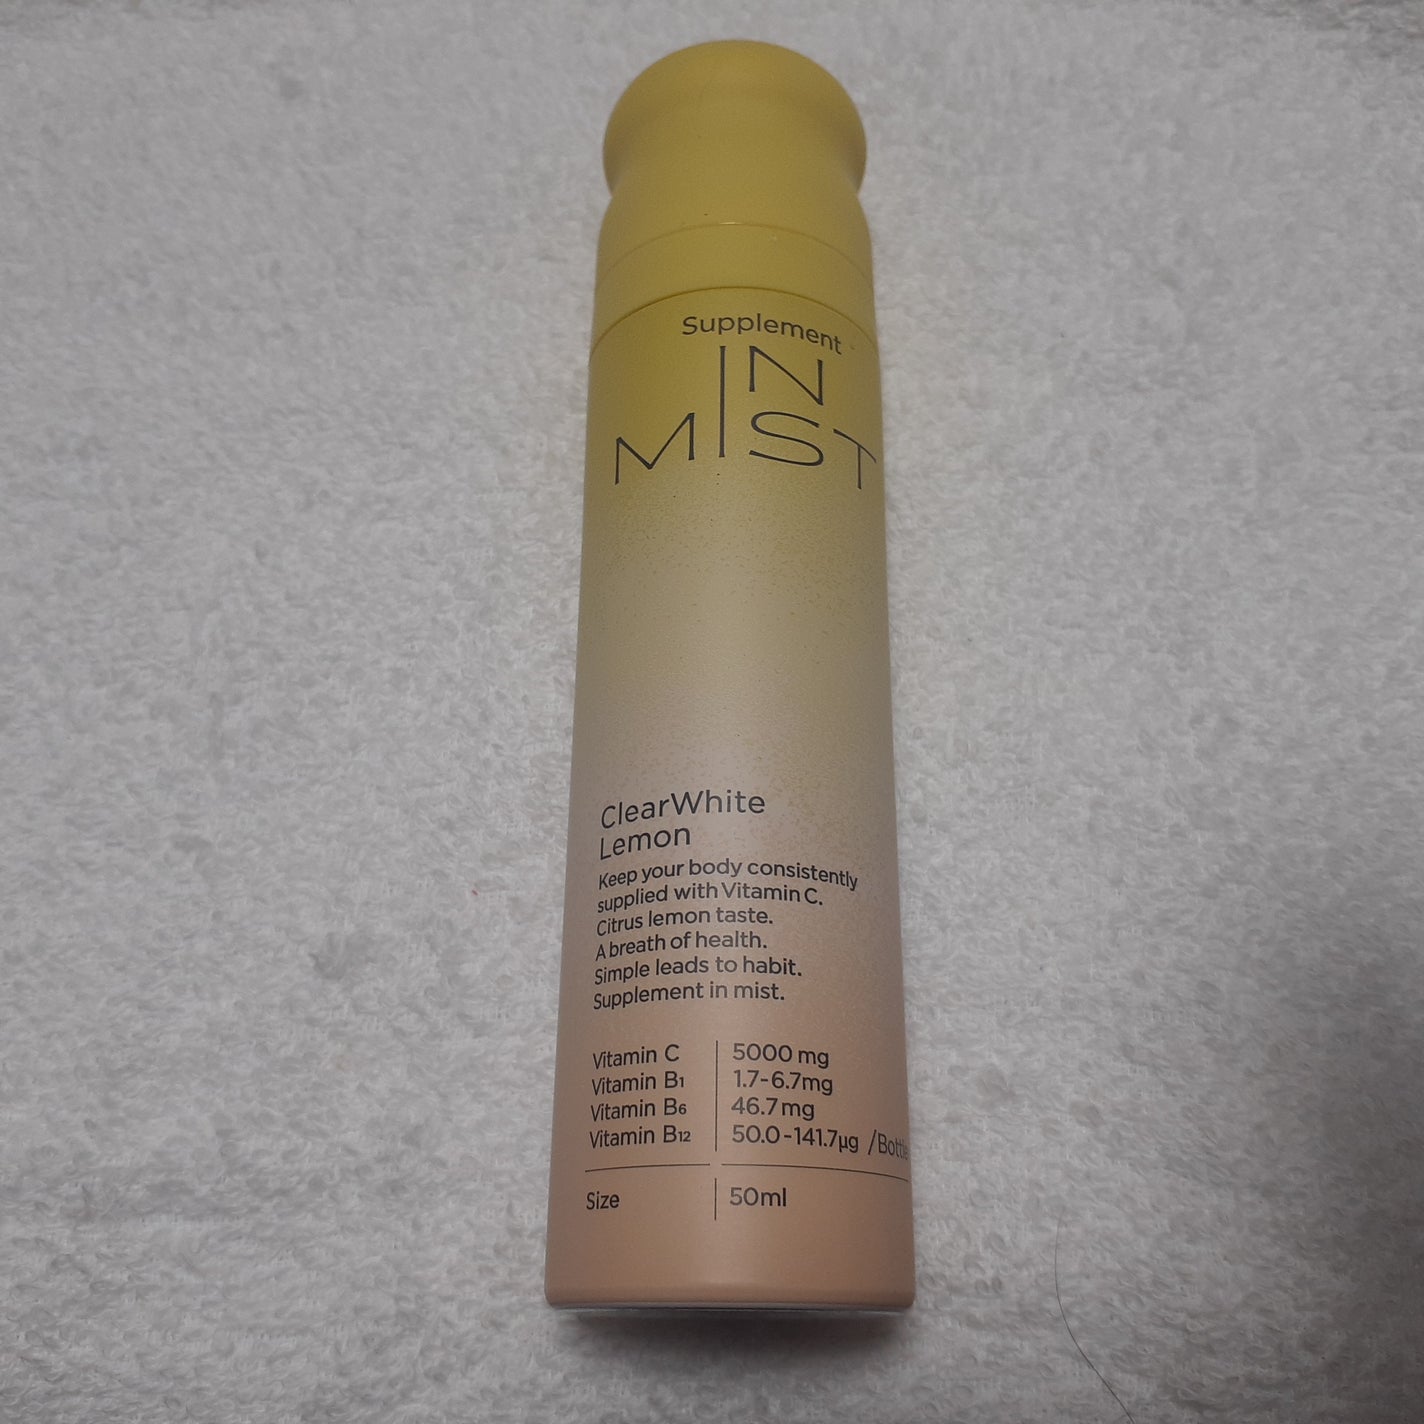 Supplement
IN
MIST
ClearWhite
Lemon
Keep your body consistently
supplied with Vitamin C.
Citrus lemon taste.
A breath of health.
Simple leads to habit.
Supplement in mist.
Vitamin C 5000 mg
Vitamin B1 1.7-6.7mg
Vitamin B6 46.7mg
Vitamin B12 50.0-141.7μg /Bottle
Size 50ml